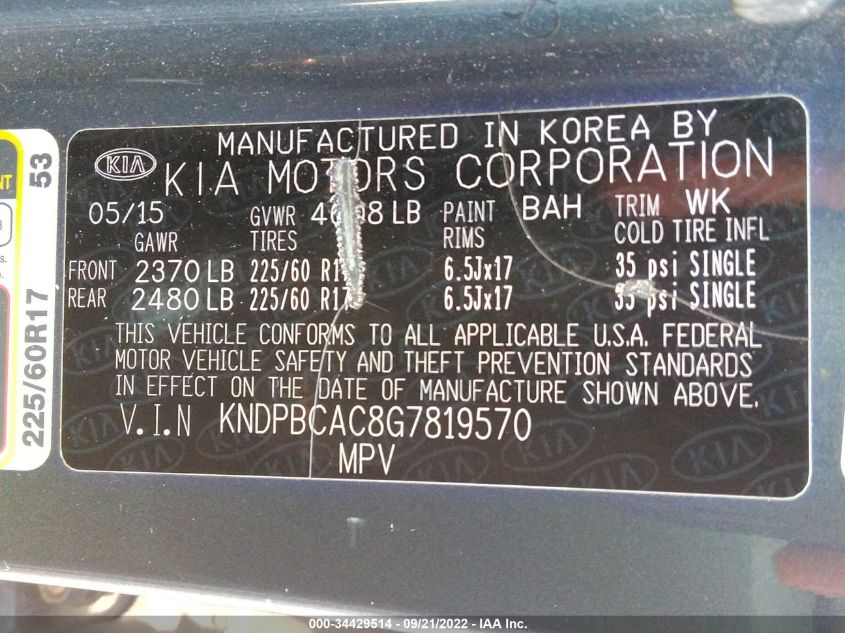 MANUFACTURED IN KOREA BY
KIA KIA MOTORS CORPORATION
05/15 GVWR LB PAINT BAH TRIM WK
GAWR TIRES RIMS COLD TIRE INFL
FRONT 2370 LB 225/60 R17 6.5Jx17 35 psi SINGLE
REAR 2480 LB 225/60 R17 6.5Jx17 35 psi SINGLE
THIS VEHICLE CONFORMS TO ALL APPLICABLE U.S.A. FEDERAL
MOTOR VEHICLE SAFETY AND THEFT PREVENTION STANDARDS
IN EFFECT ON THE DATE OF MANUFACTURE SHOWN ABOVE.
V.I.N KNDPBCAC8G7819570
MPV
53
225/60R17
000-34429514 - 09/21/2022 - IAA Inc.